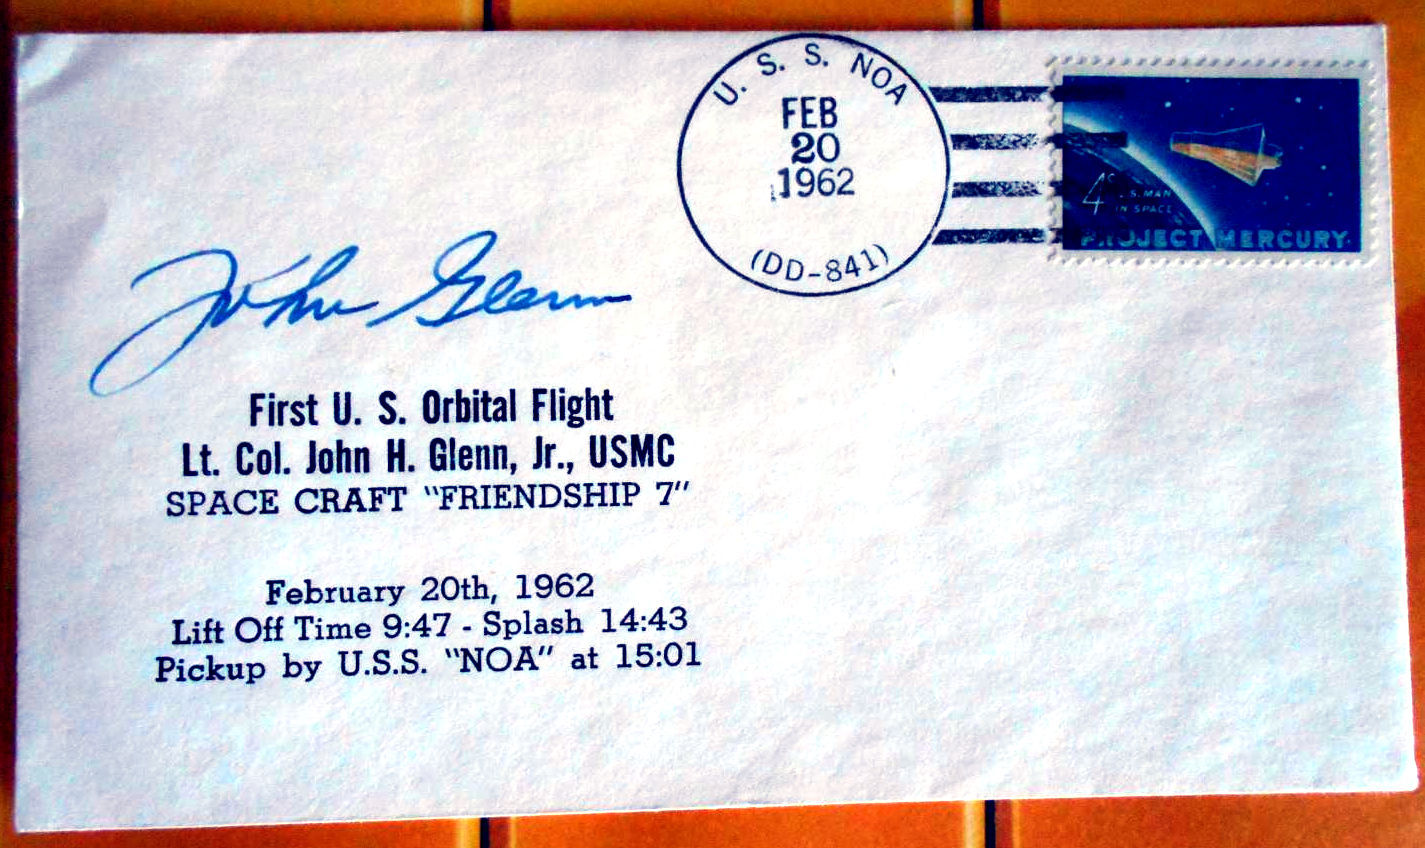 U. S. S. NOA
FEB
20
1962
(DD-841)
4c
U.S. MAN
IN SPACE
PROJECT MERCURY
John Glenn
First U. S. Orbital Flight
Lt. Col. John H. Glenn, Jr., USMC
SPACE CRAFT "FRIENDSHIP 7"
February 20th, 1962
Lift Off Time 9:47 - Splash 14:43
Pickup by U.S.S. "NOA" at 15:01